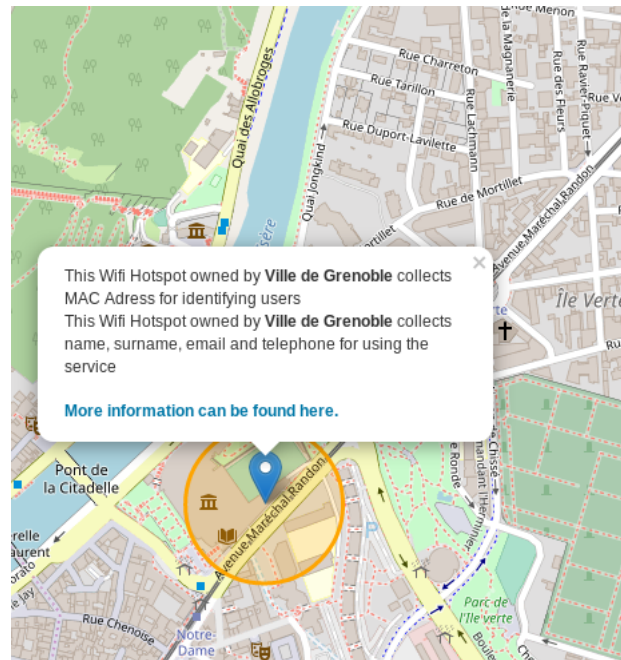 Rue Menon
de la Magnanerie
Rue Charreton
Rue Tarillon
Rue Lachmann
Rue des Fleurs
Rue Ravier-Piquet
Rue Duport-Lavilette
Quai des Allobroges
Quai Jongkind
Rue de Mortillet
Avenue Maréchal Randon
Île Verte
×
This Wifi Hotspot owned by Ville de Grenoble collects
MAC Adress for identifying users
This Wifi Hotspot owned by Ville de Grenoble collects
name, surname, email and telephone for using the
service
More information can be found here.
Pont de
la Citadelle
Avenue Maréchal Randon
P
Rue Chenoise
Notre-
Dame
Parc de
l'Île verte